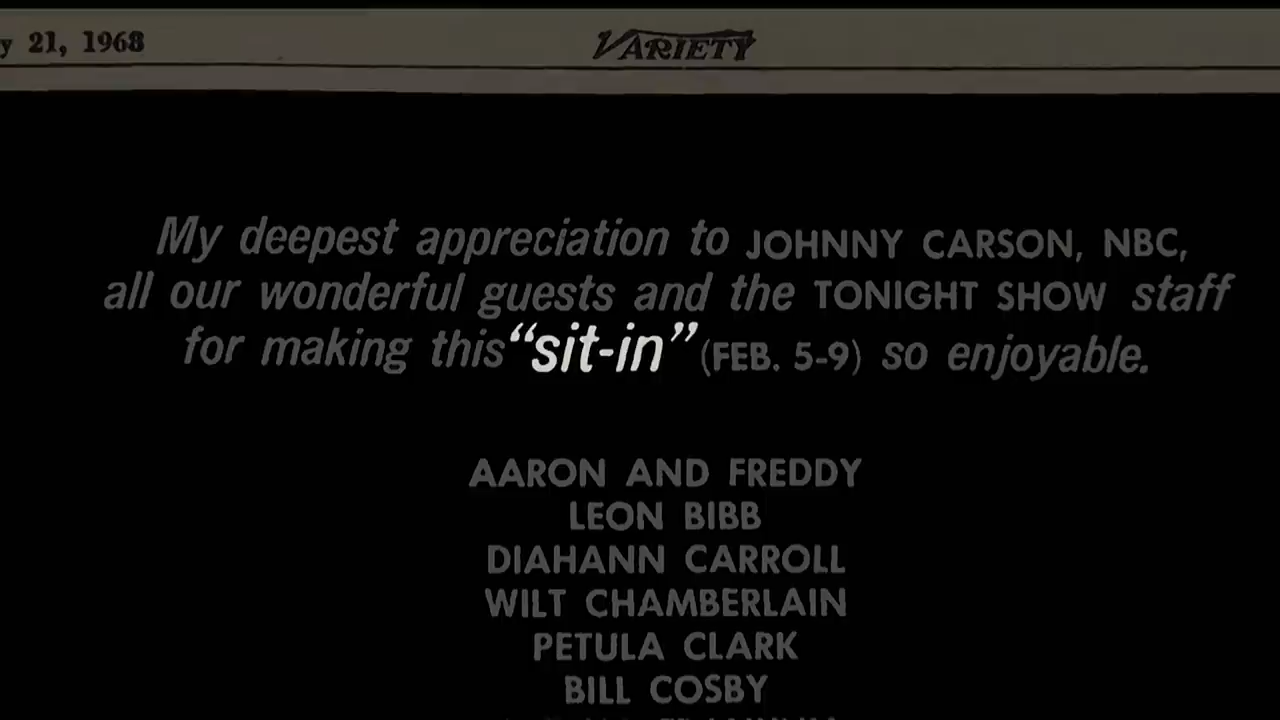 y 21, 1968 VARIETY
My deepest appreciation to JOHNNY CARSON, NBC,
all our wonderful guests and the TONIGHT SHOW staff
for making this “sit-in” (FEB. 5-9) so enjoyable.
AARON AND FREDDY
LEON BIBB
DIAHANN CARROLL
WILT CHAMBERLAIN
PETULA CLARK
BILL COSBY